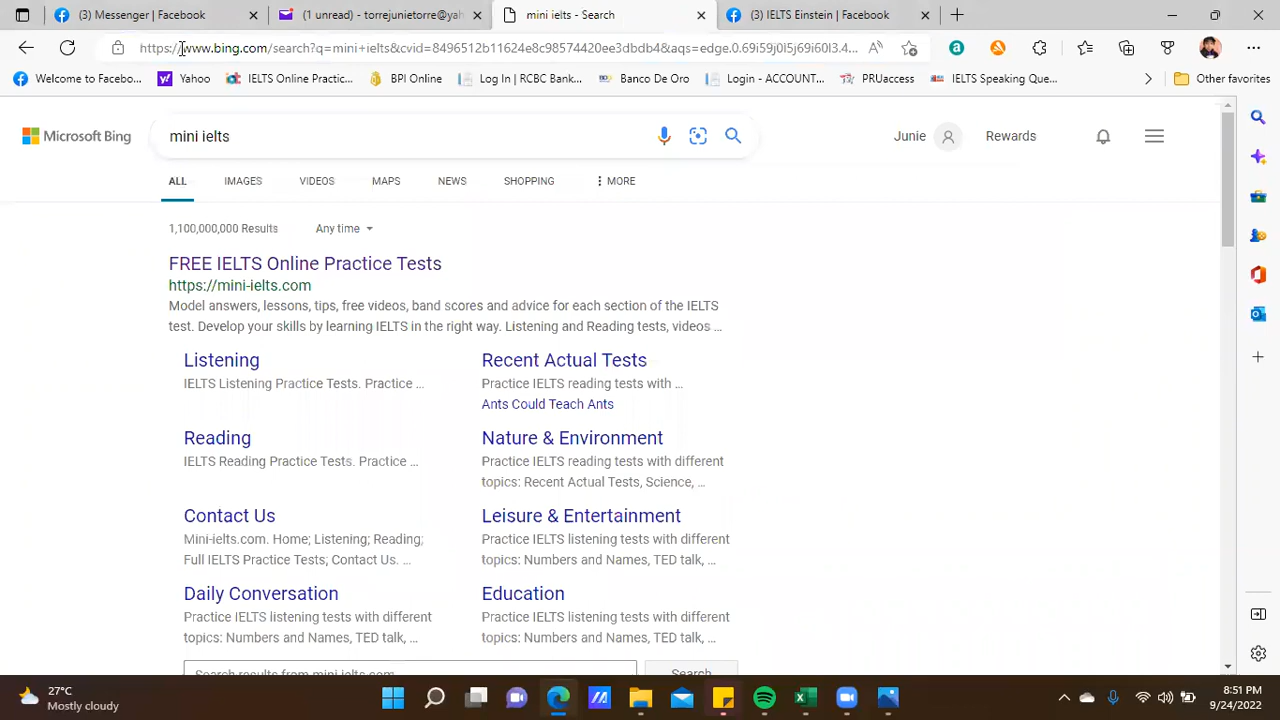 (3) Messenger | Facebook
(1 unread) - torrejunietorre@yah
mini ielts - Search
(3) IELTS Einstein | Facebook
https://www.bing.com/search?q=mini+ielts&cvid=8496512b11624e8c98574420ee3dbdb4&aqs=edge.0.69i59j0l5j69i60l3.4...
Welcome to Facebo...
Yahoo
IELTS Online Practic...
BPI Online
Log In | RCBC Bank...
Banco De Oro
Login - ACCOUNT...
PRUaccess
IELTS Speaking Que...
Other favorites
Microsoft Bing
mini ielts
Junie
Rewards
ALL
IMAGES
VIDEOS
MAPS
NEWS
SHOPPING
MORE
1,100,000,000 Results
Any time
FREE IELTS Online Practice Tests
https://mini-ielts.com
Model answers, lessons, tips, free videos, band scores and advice for each section of the IELTS
test. Develop your skills by learning IELTS in the right way. Listening and Reading tests, videos ...
Listening
IELTS Listening Practice Tests. Practice ...
Recent Actual Tests
Practice IELTS reading tests with ...
Ants Could Teach Ants
Reading
IELTS Reading Practice Tests. Practice ...
Nature & Environment
Practice IELTS reading tests with different
topics: Recent Actual Tests, Science, ...
Contact Us
Mini-ielts.com. Home; Listening; Reading;
Full IELTS Practice Tests; Contact Us. ...
Leisure & Entertainment
Practice IELTS listening tests with different
topics: Numbers and Names, TED talk, ...
Daily Conversation
Practice IELTS listening tests with different
topics: Numbers and Names, TED talk, ...
Education
Practice IELTS listening tests with different
topics: Numbers and Names, TED talk, ...
Search results from mini-ielts.com
Search
27°C
Mostly cloudy
8:51 PM
9/24/2022